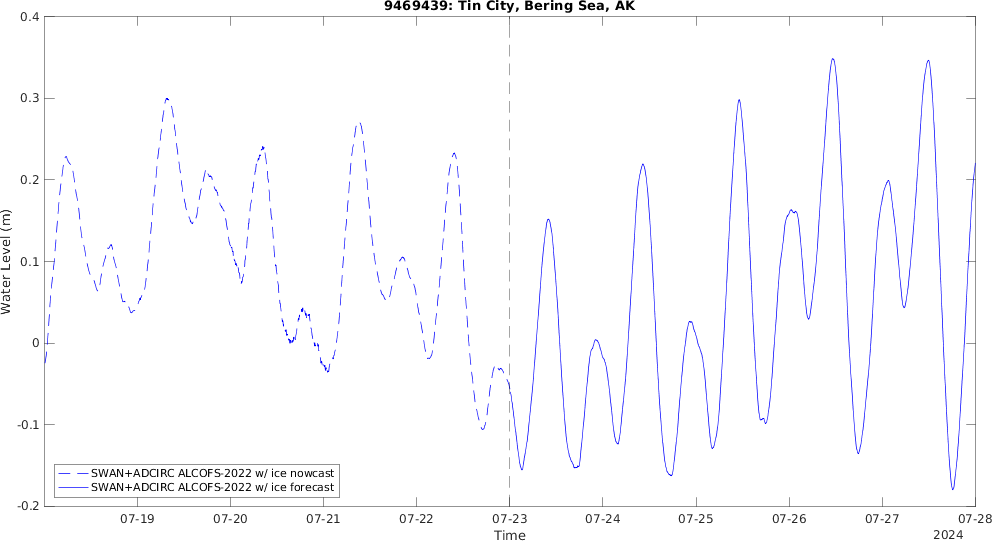 9469439: Tin City, Bering Sea, AK
0.4
0.3
0.2
0.1
0
-0.1
-0.2
Water Level (m)
SWAN+ADCIRC ALCOFS-2022 w/ ice nowcast
SWAN+ADCIRC ALCOFS-2022 w/ ice forecast
07-19 07-20 07-21 07-22 07-23 07-24 07-25 07-26 07-27 07-28
Time
2024